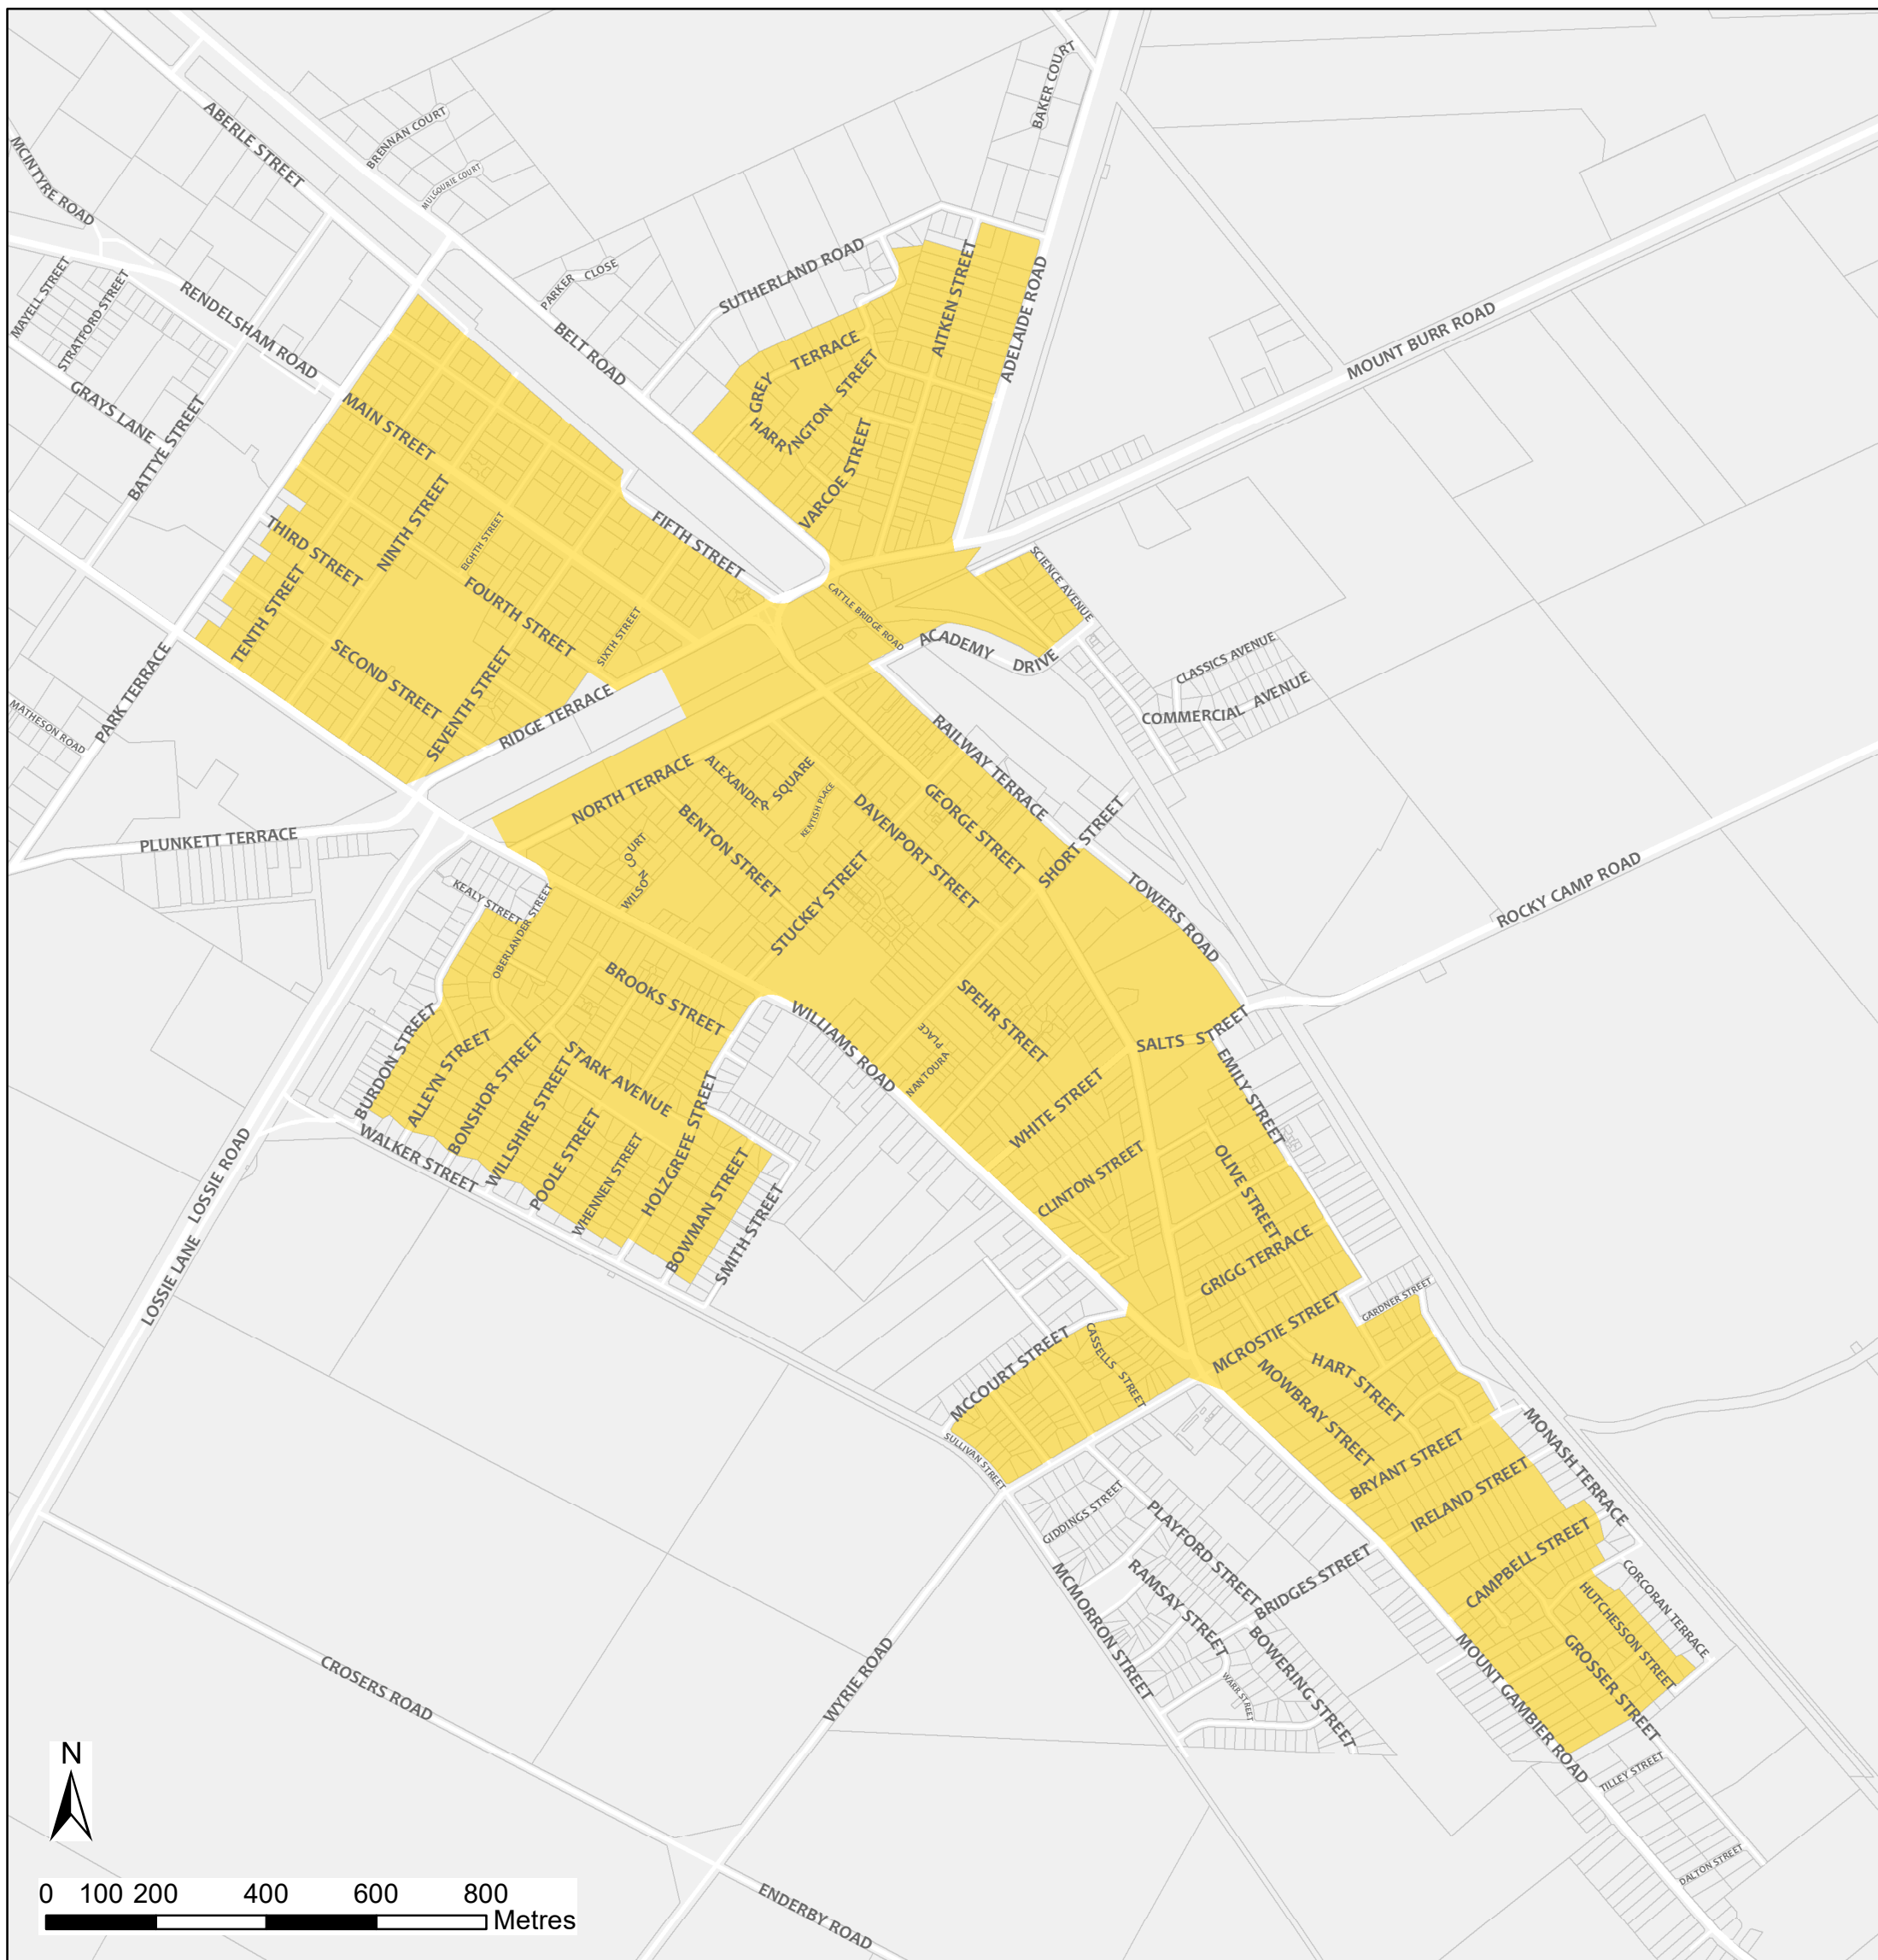 BAKER COURT
ABERLE STREET
BRENNAN COURT
MCINTYRE ROAD
MULGOURIE COURT
SUTHERLAND ROAD
AITKEN STREET
MAYELL STREET
STRATFORD STREET
RENDELSHAM ROAD
PARKER CLOSE
ADELAIDE ROAD
MOUNT BURR ROAD
BELT ROAD
GREY TERRACE
HARRINGTON STREET
GRAYS LANE
BATTYE STREET
MAIN STREET
VARCOE STREET
NINTH STREET
EIGHTH STREET
THIRD STREET
FIFTH STREET
SCIENCE AVENUE
FOURTH STREET
TENTH STREET
CATTLE BRIDGE ROAD
SIXTH STREET
ACADEMY DRIVE
CLASSICS AVENUE
SECOND STREET
SEVENTH STREET
PARK TERRACE
COMMERCIAL AVENUE
RIDGE TERRACE
MATHESON ROAD
RAILWAY TERRACE
NORTH TERRACE
ALEXANDER SQUARE
KENTISH PLACE
GEORGE STREET
DAVENPORT STREET
PLUNKETT TERRACE
BENTON STREET
WILSON COURT
SHORT STREET
STUCKEY STREET
TOWERS ROAD
ROCKY CAMP ROAD
KEALY STREET
OBERLANDER STREET
BROOKS STREET
WILLIAMS ROAD
SPEHR STREET
SALTS STREET
NANTOURA PLACE
EMILY STREET
BURDON STREET
ALLEYN STREET
BONSHOR STREET
STARK AVENUE
WILLSHIRE STREET
POOLE STREET
WHENNEN STREET
HOLZGREFE STREET
BOWMAN STREET
SMITH STREET
WALKER STREET
WHITE STREET
CLINTON STREET
OLIVE STREET
LOSSIE ROAD
LOSSIE LANE
GRIGG TERRACE
GARDNER STREET
MCROSTIE STREET
CASSELLS STREET
MCCOURT STREET
HART STREET
MOWBRAY STREET
SULLIVAN STREET
BRYANT STREET
MONASH TERRACE
IRELAND STREET
GIDDINGS STREET
PLAYFORD STREET
CAMPBELL STREET
MCMORRON STREET
RAMSAY STREET
BRIDGES STREET
CORCORAN TERRACE
HUTCHESSON STREET
BOWERING STREET
WARR STREET
GROSSER STREET
MOUNT GAMBIER ROAD
WYRIE ROAD
CROSERS ROAD
TILLEY STREET
DALTON STREET
ENDERBY ROAD
N
0 100 200 400 600 800
Metres